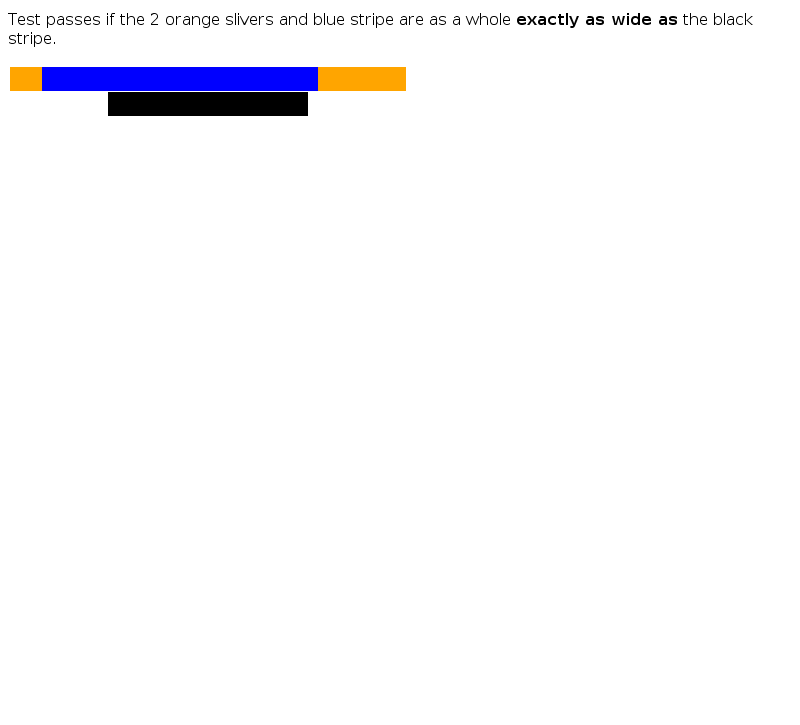 Test passes if the 2 orange slivers and blue stripe are as a whole exactly as wide as the black
stripe.